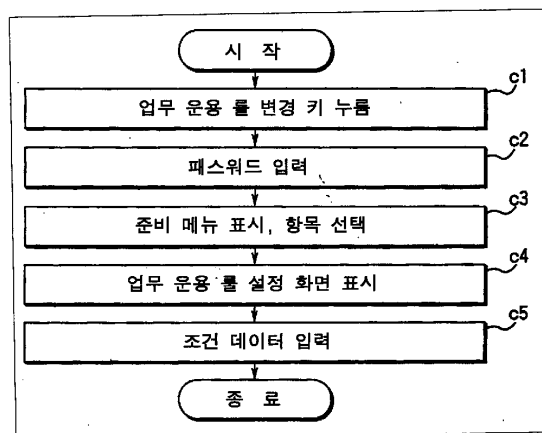 시 작
c1
업무 운용 룰 변경 키 누름
c2
패스워드 입력
c3
준비 메뉴 표시, 항목 선택
c4
업무 운용 룰 설정 화면 표시
c5
조건 데이터 입력
종 료